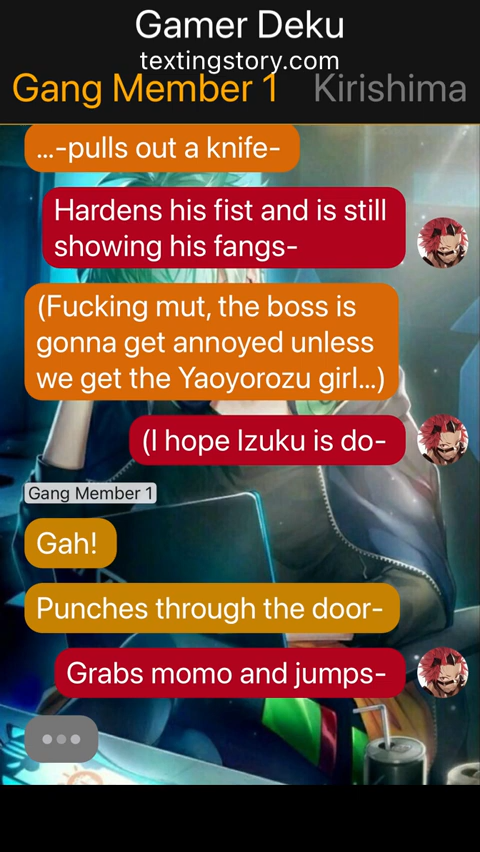 Gamer Deku
textingstory.com
Gang Member 1 Kirishima
...-pulls out a knife-
Hardens his fist and is still
showing his fangs-
(Fucking mut, the boss is
gonna get annoyed unless
we get the Yaoyorozu girl...)
(I hope Izuku is do-
Gang Member 1
Gah!
Punches through the door-
Grabs momo and jumps-